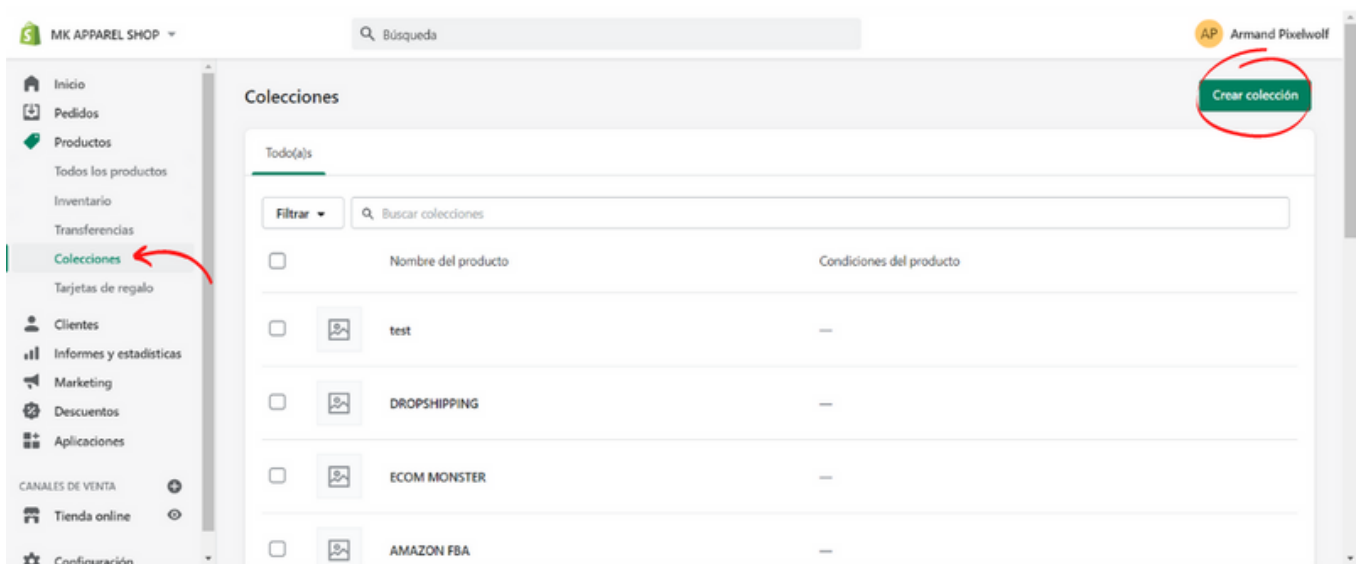 MK APPAREL SHOP
Búsqueda
AP Armand Pixelwolf
Inicio
Pedidos
Productos
Todos los productos
Inventario
Transferencias
Colecciones
Tarjetas de regalo
Clientes
Informes y estadísticas
Marketing
Descuentos
Aplicaciones
CANALES DE VENTA
Tienda online
Configuración
Colecciones
Crear colección
Todo(a)s
Filtrar
Buscar colecciones
Nombre del producto
Condiciones del producto
test —
DROPSHIPPING —
ECOM MONSTER —
AMAZON FBA —